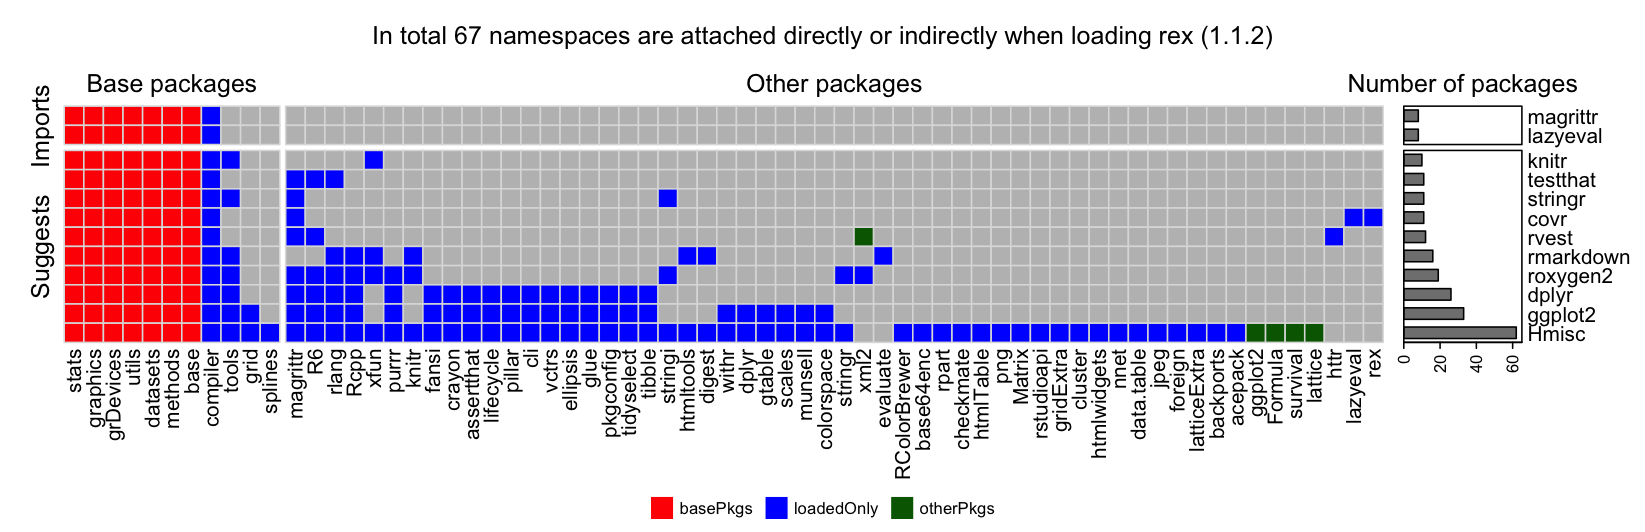 In total 67 namespaces are attached directly or indirectly when loading rex (1.1.2)
Base packages
Other packages
Number of packages
Imports
Suggests
magrittr
lazyeval
knitr
testthat
stringr
covr
rvest
rmarkdown
roxygen2
dplyr
ggplot2
Hmisc
0
20
40
60
stats
graphics
grDevices
utils
datasets
methods
base
compiler
tools
grid
splines
magrittr
R6
rlang
Rcpp
xfun
purrr
knitr
fansi
crayon
assertthat
lifecycle
pillar
cli
vctrs
ellipsis
glue
pkgconfig
tidyselect
tibble
stringi
htmltools
digest
withr
dplyr
gtable
scales
munsell
colorspace
stringr
xml2
evaluate
RColorBrewer
base64enc
rpart
checkmate
htmlTable
png
Matrix
rstudioapi
gridExtra
cluster
htmlwidgets
nnet
data.table
jpeg
foreign
latticeExtra
backports
acepack
ggplot2
Formula
survival
lattice
httr
lazyeval
rex
basePkgs
loadedOnly
otherPkgs